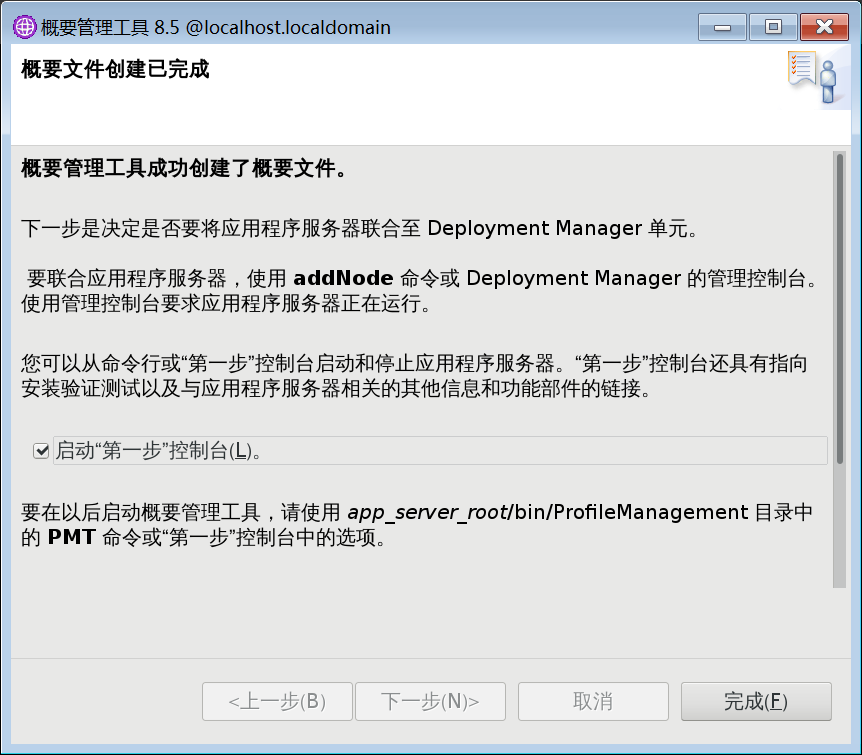 概要管理工具 8.5 @localhost.localdomain
概要文件创建已完成
概要管理工具成功创建了概要文件。
下一步是决定是否要将应用程序服务器联合至 Deployment Manager 单元。
要联合应用程序服务器，使用 addNode 命令或 Deployment Manager 的管理控制台。
使用管理控制台要求应用程序服务器正在运行。
您可以从命令行或“第一步”控制台启动和停止应用程序服务器。“第一步”控制台还具有指向
安装验证测试以及与应用程序服务器相关的其他信息和功能部件的链接。
启动“第一步”控制台(L)。
要在以后启动概要管理工具，请使用 app_server_root/bin/ProfileManagement 目录中
的 PMT 命令或“第一步”控制台中的选项。
<上一步(B) 下一步(N)> 取消 完成(F)